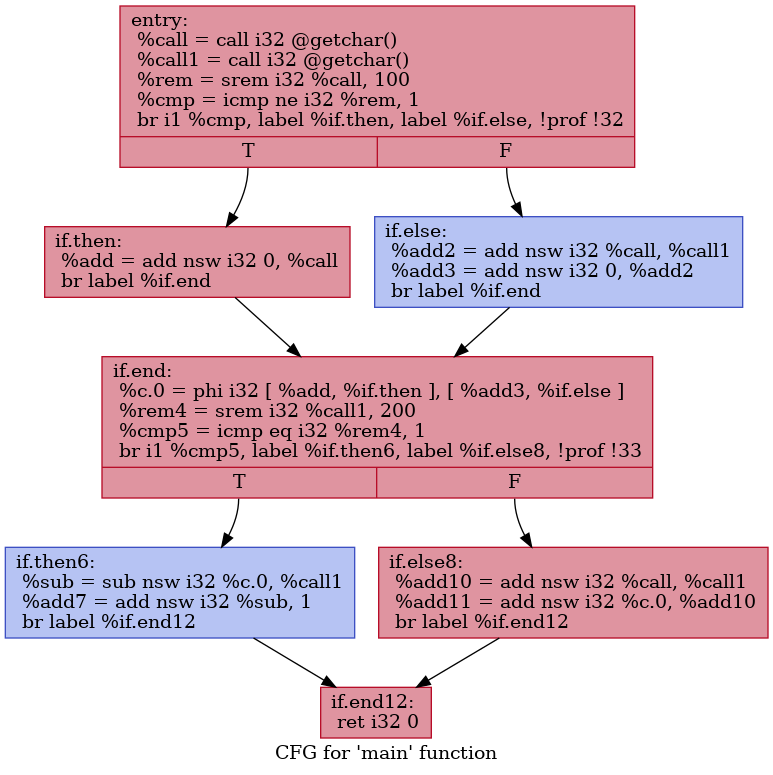 entry:
%call = call i32 @getchar()
%call1 = call i32 @getchar()
%rem = srem i32 %call, 100
%cmp = icmp ne i32 %rem, 1
br i1 %cmp, label %if.then, label %if.else, !prof !32
T
F
if.then:
%add = add nsw i32 0, %call
br label %if.end
if.else:
%add2 = add nsw i32 %call, %call1
%add3 = add nsw i32 0, %add2
br label %if.end
if.end:
%c.0 = phi i32 [ %add, %if.then ], [ %add3, %if.else ]
%rem4 = srem i32 %call1, 200
%cmp5 = icmp eq i32 %rem4, 1
br i1 %cmp5, label %if.then6, label %if.else8, !prof !33
T
F
if.then6:
%sub = sub nsw i32 %c.0, %call1
%add7 = add nsw i32 %sub, 1
br label %if.end12
if.else8:
%add10 = add nsw i32 %call, %call1
%add11 = add nsw i32 %c.0, %add10
br label %if.end12
if.end12:
ret i32 0
CFG for 'main' function